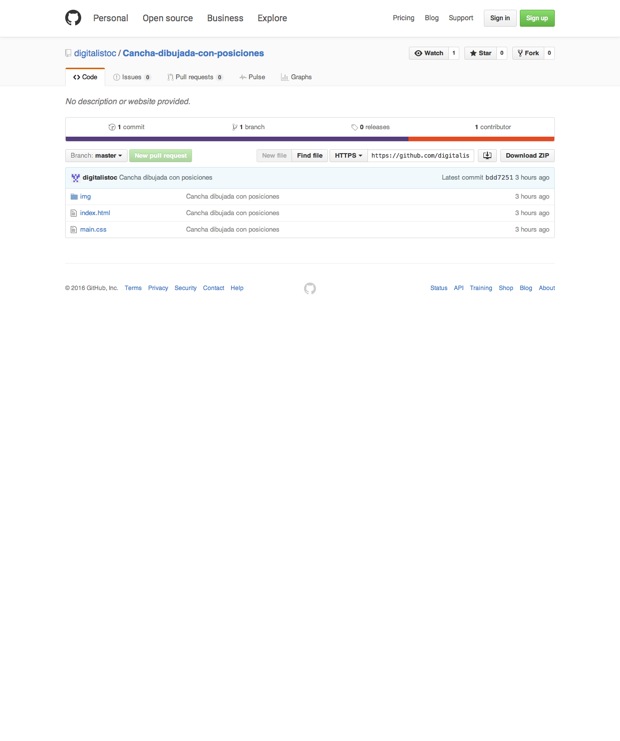 Personal Open source Business Explore Pricing Blog Support Sign in Sign up
digitalistoc / Cancha-dibujada-con-posiciones Watch 1 Star 0 Fork 0
Code Issues 0 Pull requests 0 Pulse Graphs
No description or website provided.
1 commit 1 branch 0 releases 1 contributor
Branch: master New pull request New file Find file HTTPS https://github.com/digitalis Download ZIP
digitalistoc Cancha dibujada con posiciones Latest commit bdd7251 3 hours ago
img Cancha dibujada con posiciones 3 hours ago
index.html Cancha dibujada con posiciones 3 hours ago
main.css Cancha dibujada con posiciones 3 hours ago
© 2016 GitHub, Inc. Terms Privacy Security Contact Help Status API Training Shop Blog About